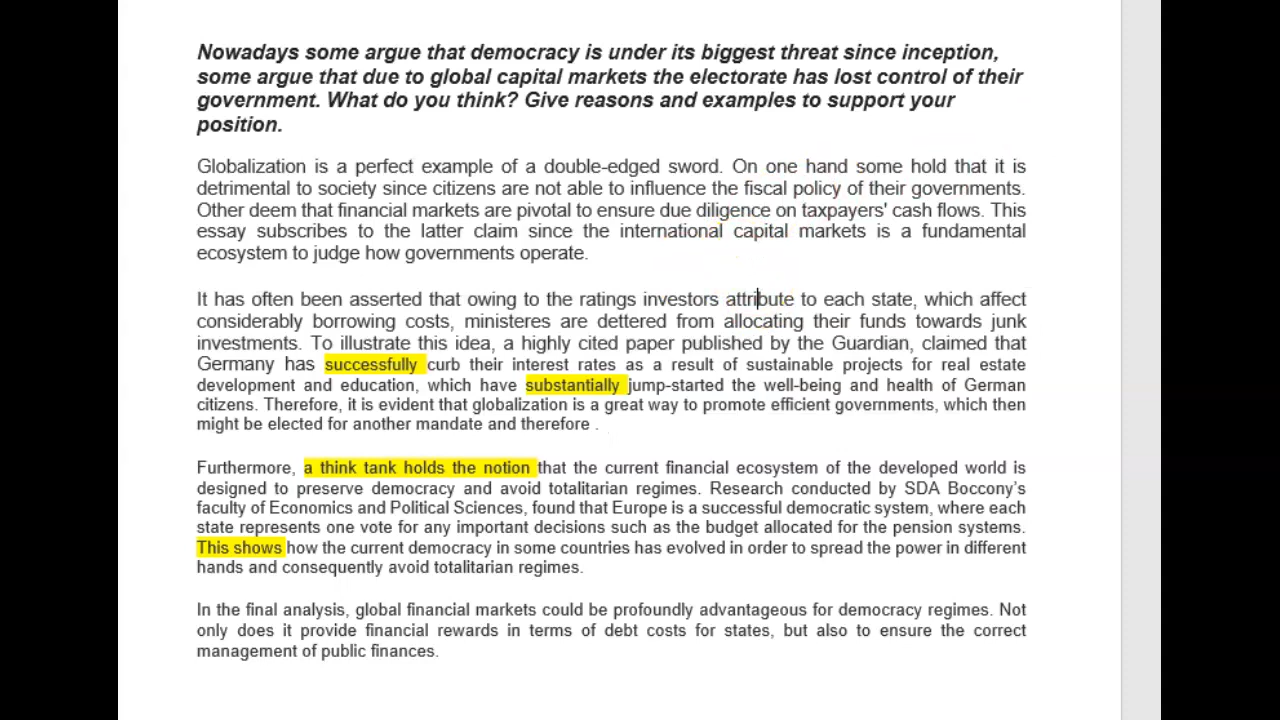 Nowadays some argue that democracy is under its biggest threat since inception,
some argue that due to global capital markets the electorate has lost control of their
government. What do you think? Give reasons and examples to support your
position.
Globalization is a perfect example of a double-edged sword. On one hand some hold that it is
detrimental to society since citizens are not able to influence the fiscal policy of their governments.
Other deem that financial markets are pivotal to ensure due diligence on taxpayers' cash flows. This
essay subscribes to the latter claim since the international capital markets is a fundamental
ecosystem to judge how governments operate.
It has often been asserted that owing to the ratings investors attribute to each state, which affect
considerably borrowing costs, ministeres are dettered from allocating their funds towards junk
investments. To illustrate this idea, a highly cited paper published by the Guardian, claimed that
Germany has successfully curb their interest rates as a result of sustainable projects for real estate
development and education, which have substantially jump-started the well-being and health of German
citizens. Therefore, it is evident that globalization is a great way to promote efficient governments, which then
might be elected for another mandate and therefore .
Furthermore, a think tank holds the notion that the current financial ecosystem of the developed world is
designed to preserve democracy and avoid totalitarian regimes. Research conducted by SDA Boccony’s
faculty of Economics and Political Sciences, found that Europe is a successful democratic system, where each
state represents one vote for any important decisions such as the budget allocated for the pension systems.
This shows how the current democracy in some countries has evolved in order to spread the power in different
hands and consequently avoid totalitarian regimes.
In the final analysis, global financial markets could be profoundly advantageous for democracy regimes. Not
only does it provide financial rewards in terms of debt costs for states, but also to ensure the correct
management of public finances.